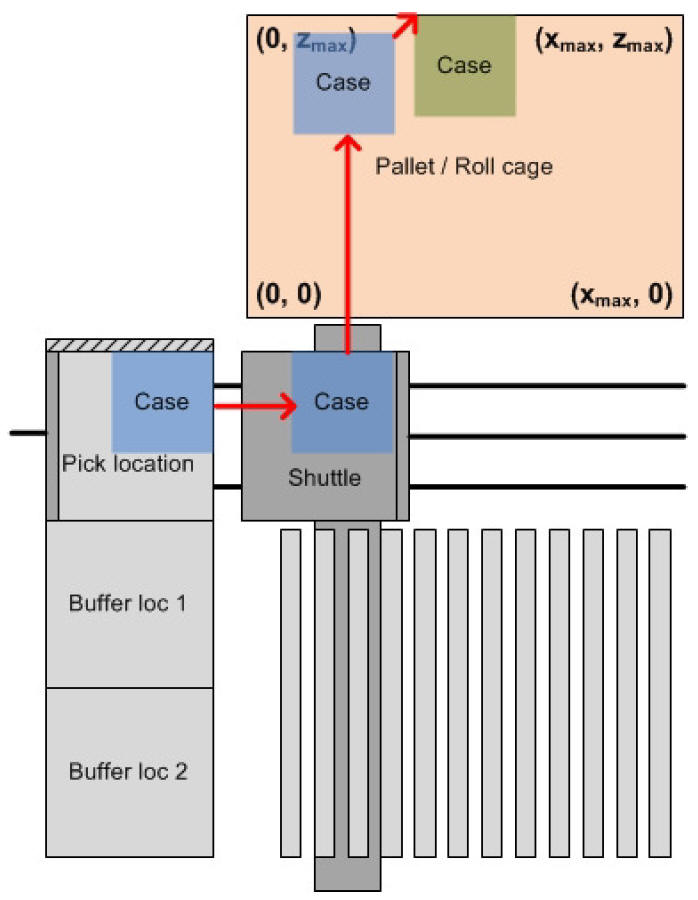 (0, zmax)
(xmax, zmax)
Case
Case
Pallet / Roll cage
(0, 0)
(xmax, 0)
Case
Case
Pick location
Shuttle
Buffer loc 1
Buffer loc 2